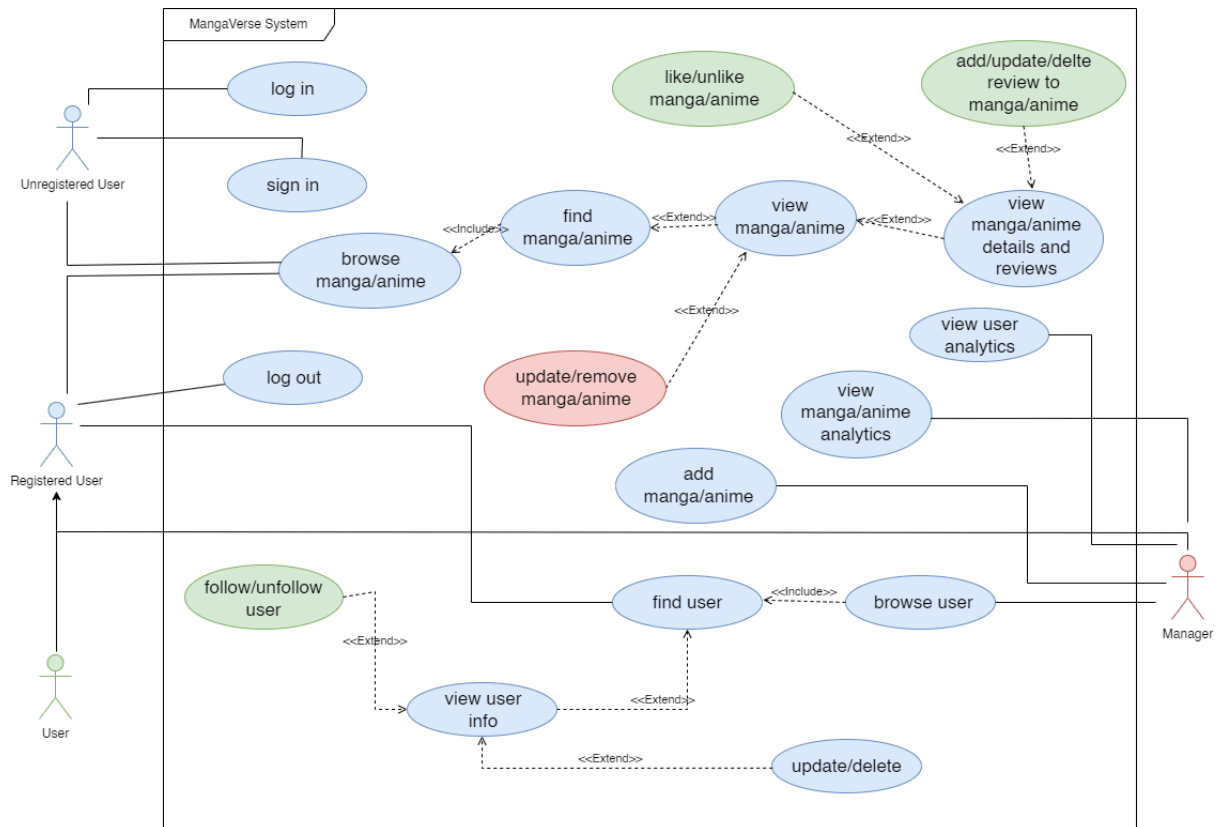 MangaVerse System
log in
like/unlike
manga/anime
add/update/delte
review to
manga/anime
<<Extend>>
<<Extend>>
Unregistered User
sign in
find
manga/anime
view
manga/anime
view
manga/anime
details and
reviews
<<Include>>
<<Extend>>
<<Extend>>
browse
manga/anime
<<Extend>>
view user
analytics
log out
update/remove
manga/anime
view
manga/anime
analytics
Registered User
add
manga/anime
follow/unfollow
user
find user
<<Include>>
browse user
Manager
<<Extend>>
view user
info
<<Extend>>
User
<<Extend>>
update/delete